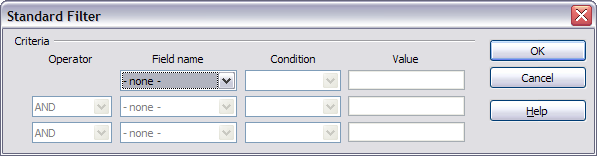 Standard Filter
Criteria
Operator Field name Condition Value
- none -
AND - none -
AND - none -
OK
Cancel
Help